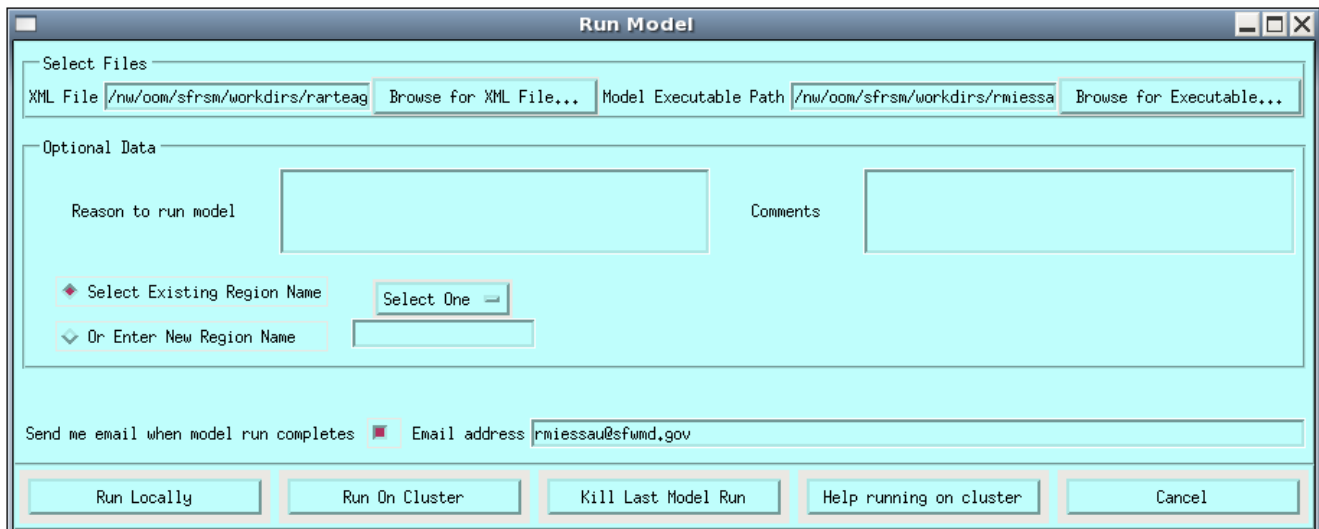 Run Model
Select Files
XML File /nw/oom/sfrsm/workdirs/rarteag Browse for XML File... Model Executable Path /nw/oom/sfrsm/workdirs/rmiessa Browse for Executable...
Optional Data
Reason to run model Comments
Select Existing Region Name Select One
Or Enter New Region Name
Send me email when model run completes Email address rmiessau@sfwmd.gov
Run Locally Run On Cluster Kill Last Model Run Help running on cluster Cancel